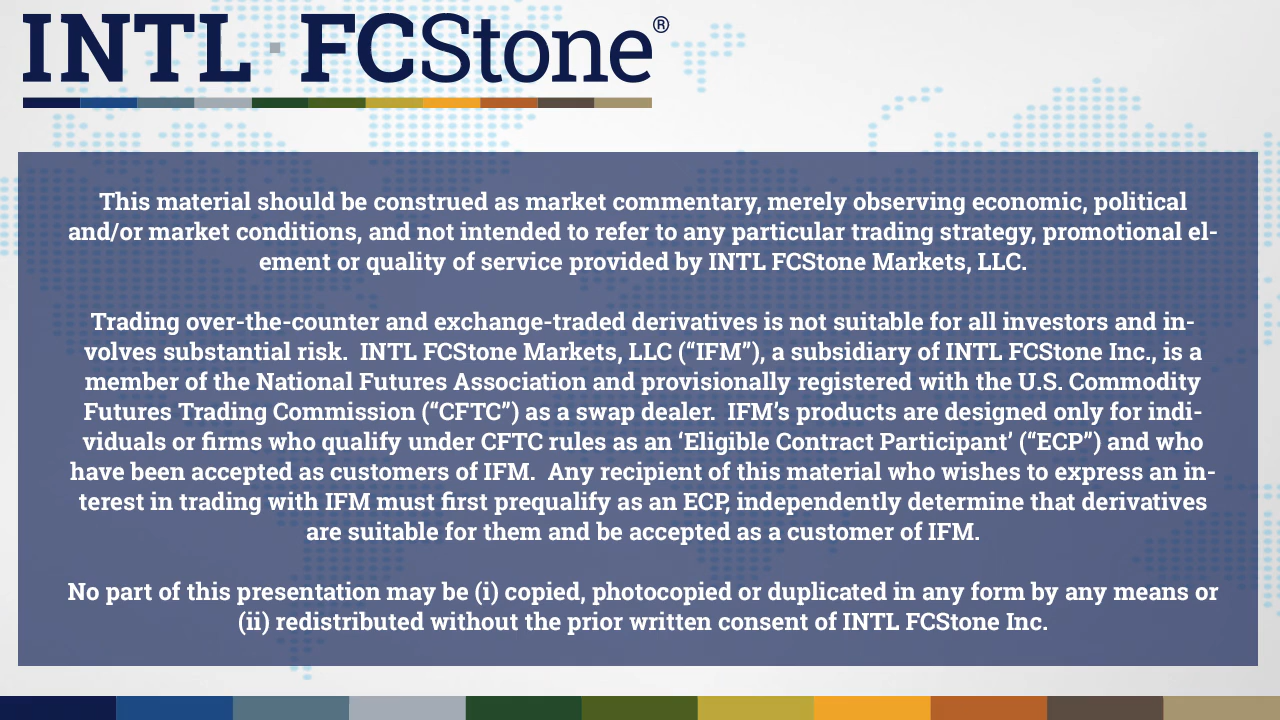 INTL FCStone®
This material should be construed as market commentary, merely observing economic, political
and/or market conditions, and not intended to refer to any particular trading strategy, promotional el-
ement or quality of service provided by INTL FCStone Markets, LLC.
Trading over-the-counter and exchange-traded derivatives is not suitable for all investors and in-
volves substantial risk.  INTL FCStone Markets, LLC (“IFM”), a subsidiary of INTL FCStone Inc., is a
member of the National Futures Association and provisionally registered with the U.S. Commodity
Futures Trading Commission (“CFTC”) as a swap dealer.  IFM’s products are designed only for indi-
viduals or firms who qualify under CFTC rules as an ‘Eligible Contract Participant’ (“ECP”) and who
have been accepted as customers of IFM.  Any recipient of this material who wishes to express an in-
terest in trading with IFM must first prequalify as an ECP, independently determine that derivatives
are suitable for them and be accepted as a customer of IFM.
No part of this presentation may be (i) copied, photocopied or duplicated in any form by any means or
(ii) redistributed without the prior written consent of INTL FCStone Inc.